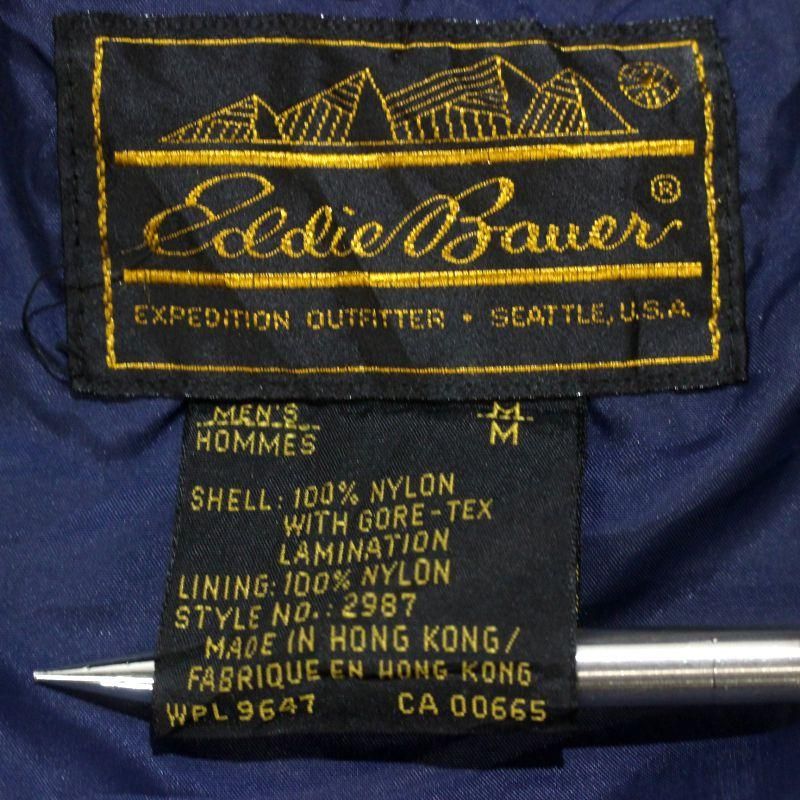 Eddie Bauer ®
EXPEDITION OUTFITTER • SEATTLE, U.S.A
MEN'S M
HOMMES M
SHELL: 100% NYLON
WITH GORE-TEX
LAMINATION
LINING: 100% NYLON
STYLE NO.: 2987
MADE IN HONG KONG/
FABRIQUE EN HONG KONG
WPL 9647 CA 00665